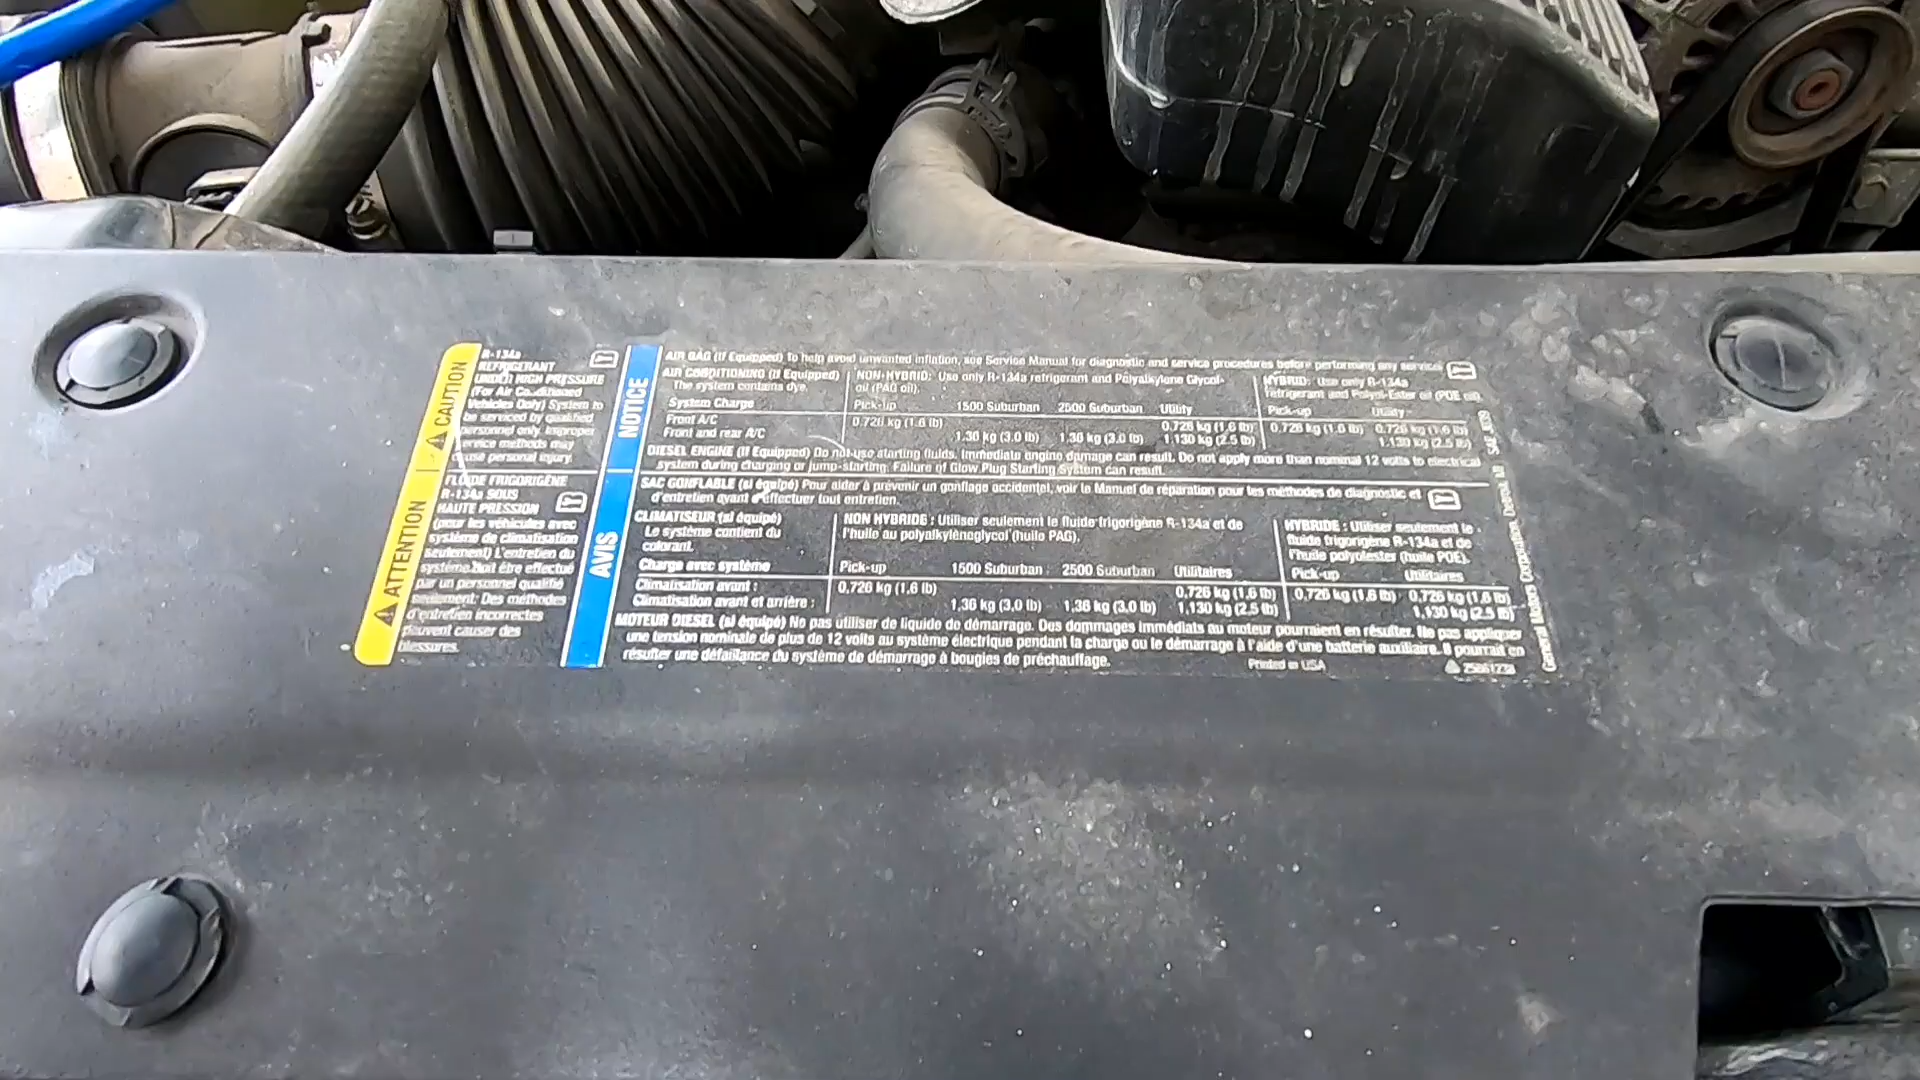 CAUTION
R-134a
REFRIGERANT
UNDER HIGH PRESSURE
(For Air Conditioned
Vehicles Only) System to
be serviced by qualified
personnel only. Improper
service methods may
cause personal injury.
ATTENTION
FLUIDE FRIGORIGÈNE
R-134a SOUS
HAUTE PRESSION
(pour les véhicules avec
système de climatisation
seulement) L'entretien du
système doit être effectué
par un personnel qualifié
seulement. Des méthodes
d'entretien incorrectes
peuvent causer des
blessures.
NOTICE
AIR BAG (If Equipped) To help avoid unwanted inflation, see Service Manual for diagnostic and service procedures before performing any services
AIR CONDITIONING (If Equipped)
The system contains dye.
NON-HYBRID: Use only R-134a refrigerant and Polyalkylene Glycol-
oil (PAG oil).
HYBRID: Use only R-134a
refrigerant and Polyol-Ester oil (POE oil)
System Charge Pick-up 1500 Suburban 2500 Suburban Utility Pick-up Utility
Front A/C 0.726 kg (1.6 lb) 0.726 kg (1.6 lb) 0.726 kg (1.6 lb) 0.726 kg (1.6 lb)
Front and rear A/C 1.36 kg (3.0 lb) 1.36 kg (3.0 lb) 1.130 kg (2.5 lb) 1.130 kg (2.5 lb)
DIESEL ENGINE (If Equipped) Do not use starting fluids. Immediate engine damage can result. Do not apply more than nominal 12 volts to electrical
system during charging or jump-starting. Failure of Glow Plug Starting System can result.
AVIS
SAC GONFLABLE (si équipé) Pour aider à prévenir un gonflage accidentel, voir le Manuel de réparation pour les méthodes de diagnostic et
d'entretien avant d'effectuer tout entretien.
CLIMATISEUR (si équipé)
Le système contient du
colorant.
NON HYBRIDE : Utiliser seulement le fluide frigorigène R-134a et de
l'huile au polyalkylèneglycol (huile PAG).
HYBRIDE : Utiliser seulement le
fluide frigorigène R-134a et de
l'huile polyolester (huile POE).
Charge avec système Pick-up 1500 Suburban 2500 Suburban Utilitaires Pick-up Utilitaires
Climatisation avant : 0,726 kg (1,6 lb) 0,726 kg (1,6 lb) 0,726 kg (1,6 lb) 0,726 kg (1,6 lb)
Climatisation avant et arrière : 1,36 kg (3,0 lb) 1,36 kg (3,0 lb) 1,130 kg (2,5 lb) 1,130 kg (2,5 lb)
MOTEUR DIESEL (si équipé) Ne pas utiliser de liquide de démarrage. Des dommages immédiats au moteur pourraient en résulter. Ne pas appliquer
une tension nominale de plus de 12 volts au système électrique pendant la charge ou le démarrage à l'aide d'une batterie auxiliaire. Il pourrait en
résulter une défaillance du système de démarrage à bougies de préchauffage.
Printed in USA
General Motors Corporation, Detroit, MI SAE J639